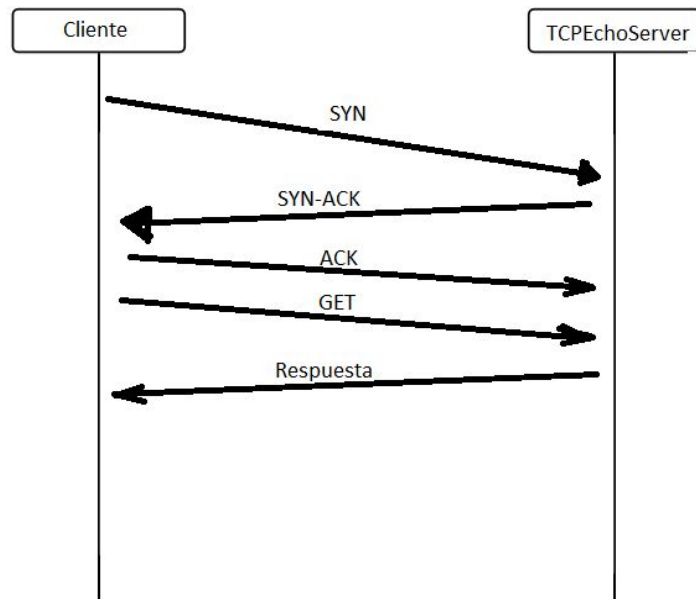 Cliente
TCPEchoServer
SYN
SYN-ACK
ACK
GET
Respuesta